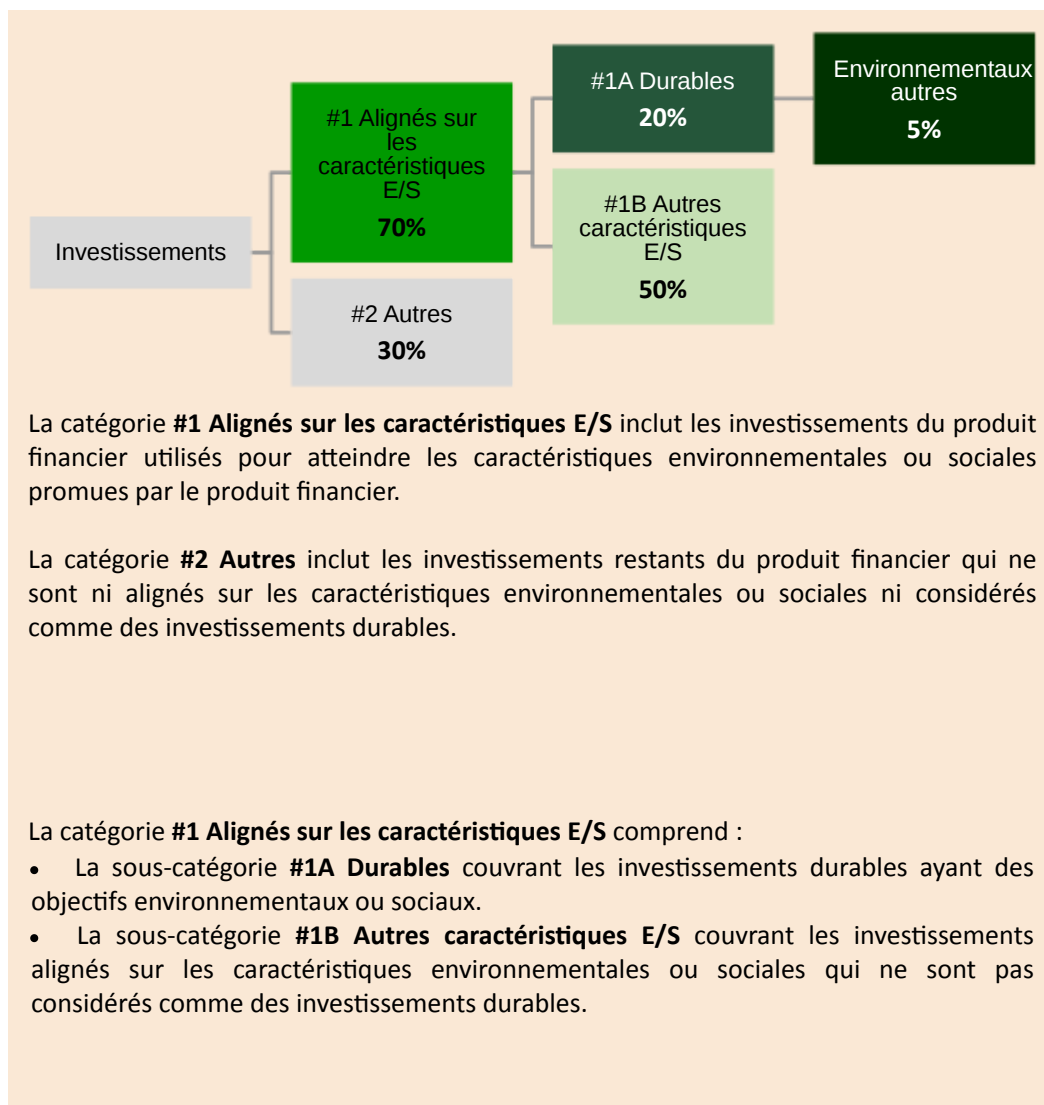 Investissements
#1 Alignés sur
les
caractéristiques
E/S
70%
#2 Autres
30%
#1A Durables
20%
#1B Autres
caractéristiques
E/S
50%
Environnementaux
autres
5%
La catégorie #1 Alignés sur les caractéristiques E/S inclut les investissements du produit
financier utilisés pour atteindre les caractéristiques environnementales ou sociales
promues par le produit financier.
La catégorie #2 Autres inclut les investissements restants du produit financier qui ne
sont ni alignés sur les caractéristiques environnementales ou sociales ni considérés
comme des investissements durables.
La catégorie #1 Alignés sur les caractéristiques E/S comprend :
• La sous-catégorie #1A Durables couvrant les investissements durables ayant des
objectifs environnementaux ou sociaux.
• La sous-catégorie #1B Autres caractéristiques E/S couvrant les investissements
alignés sur les caractéristiques environnementales ou sociales qui ne sont pas
considérés comme des investissements durables.